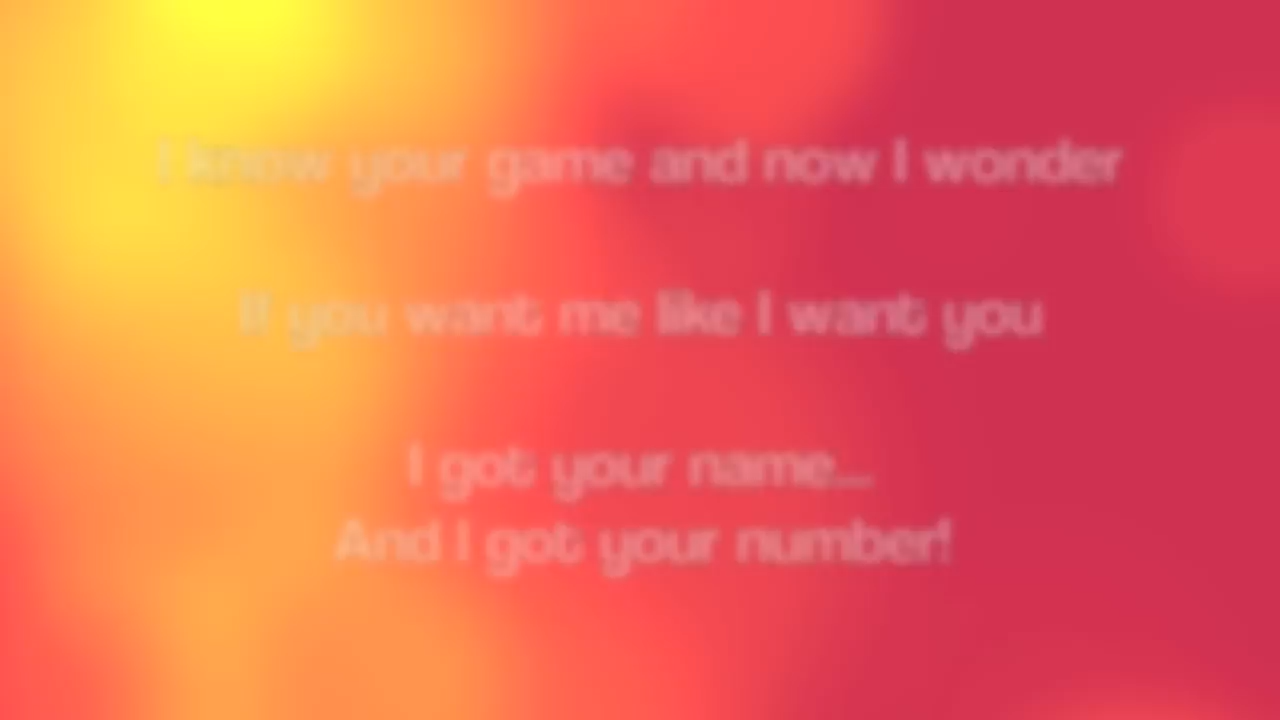 I know your game and now I wonder
If you want me like I want you
I got your name...
And I got your number!